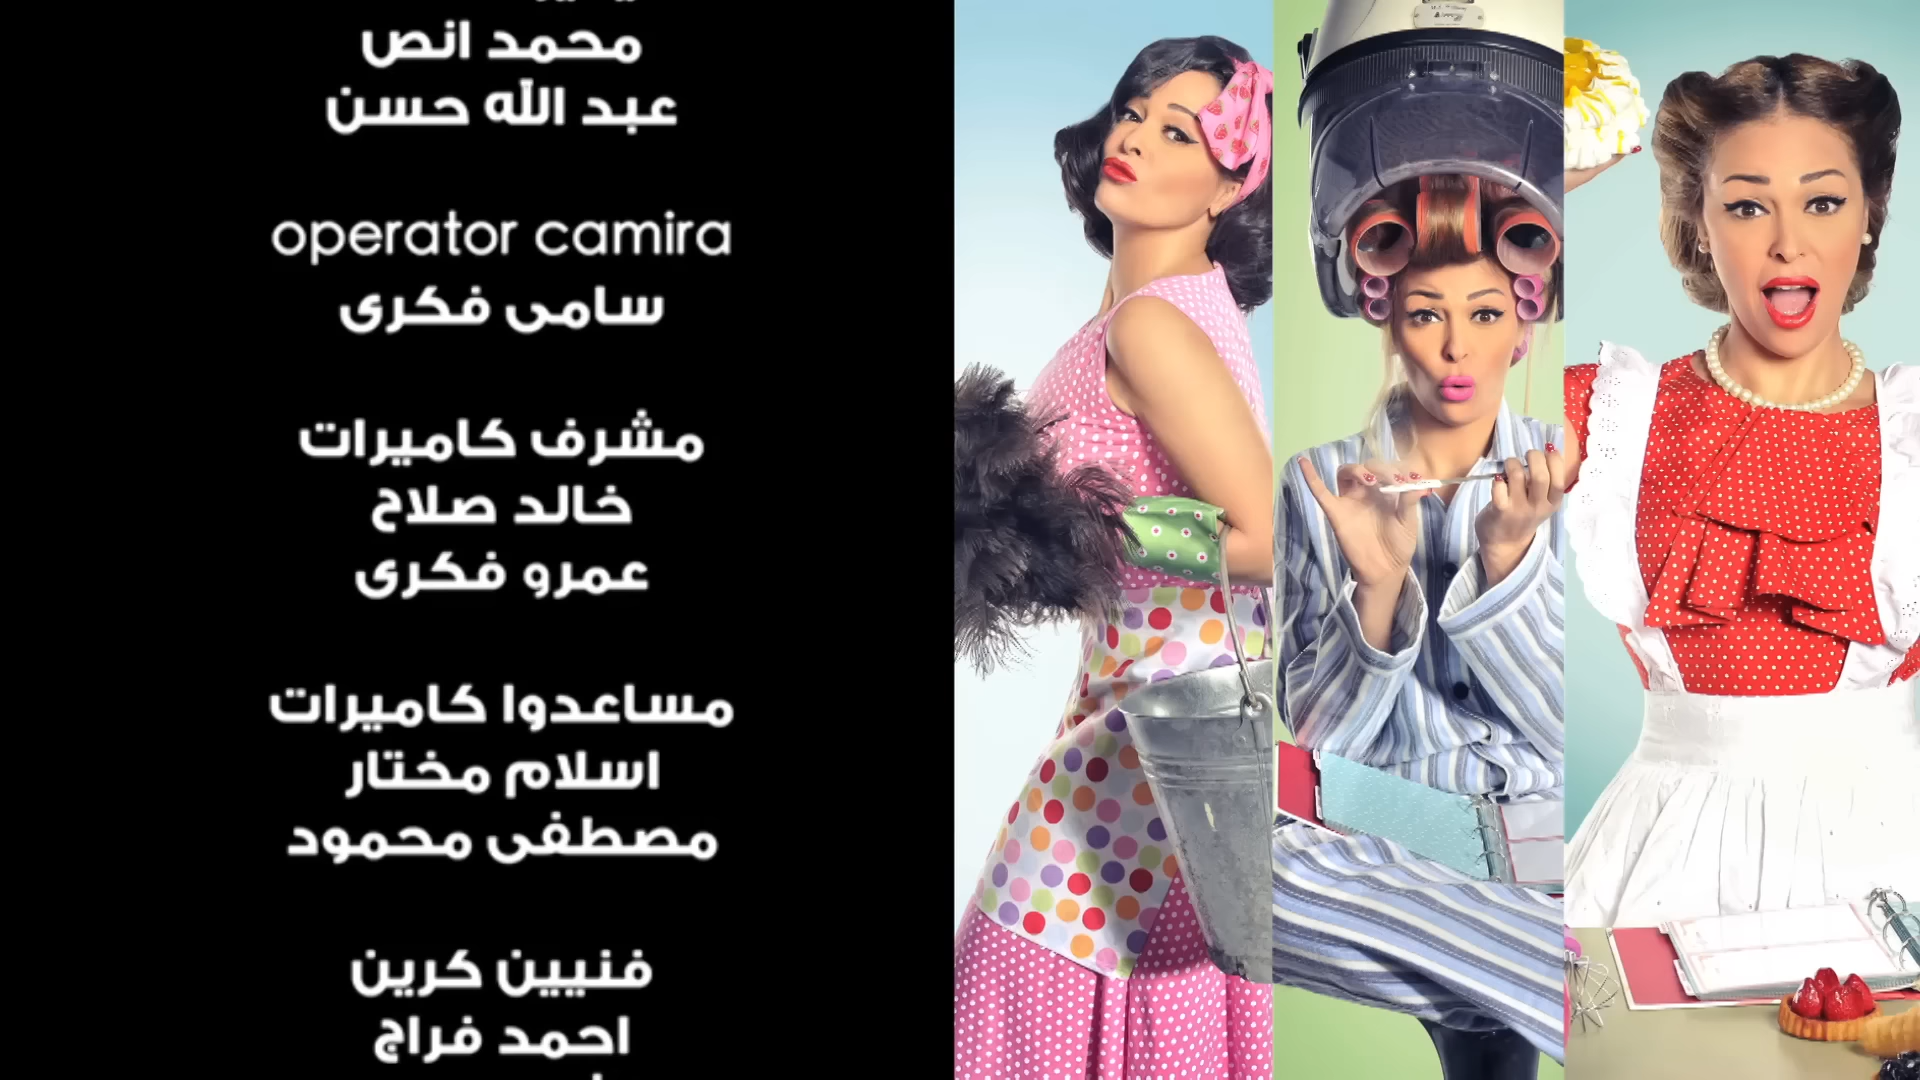 محمد انص
عبد الله حسن
operator camira
سامى فكرى
مشرف كاميرات
خالد صلاح
عمرو فكرى
مساعدوا كاميرات
اسلام مختار
مصطفى محمود
فنيين كرين
احمد فراج